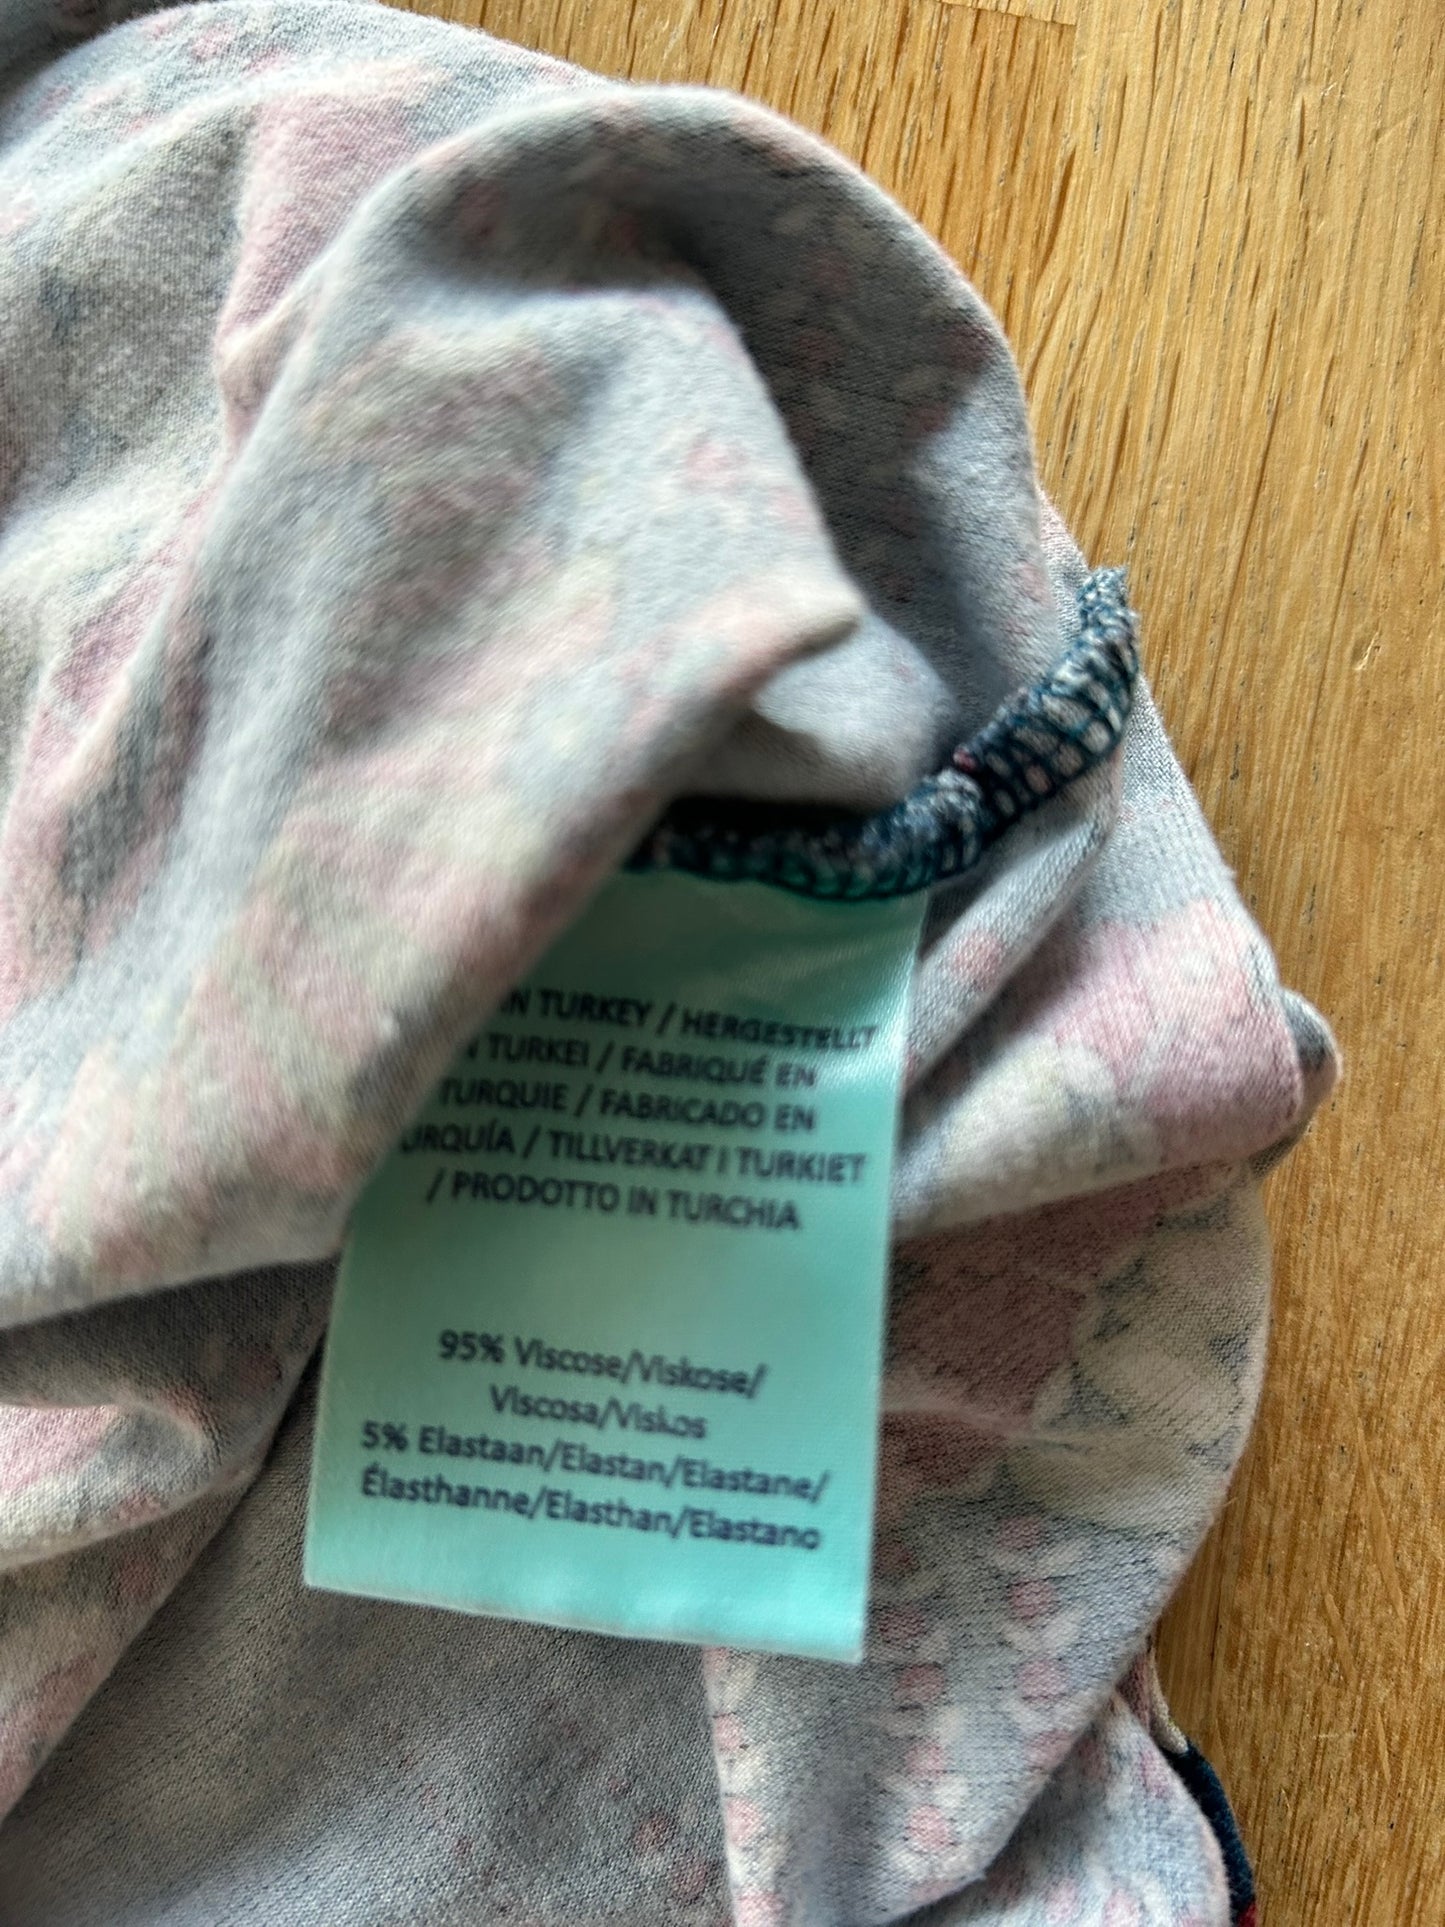 IN TURKEY / HERGESTELLT
TURKEI / FABRIQUÉ EN
TURQUIE / FABRICADO EN
URQUÍA / TILLVERKAT I TURKIET
/ PRODOTTO IN TURCHIA
95% Viscose/Viskose/
Viscosa/Viskos
5% Elastaan/Elastan/Elastane/
Élasthanne/Elasthan/Elastano